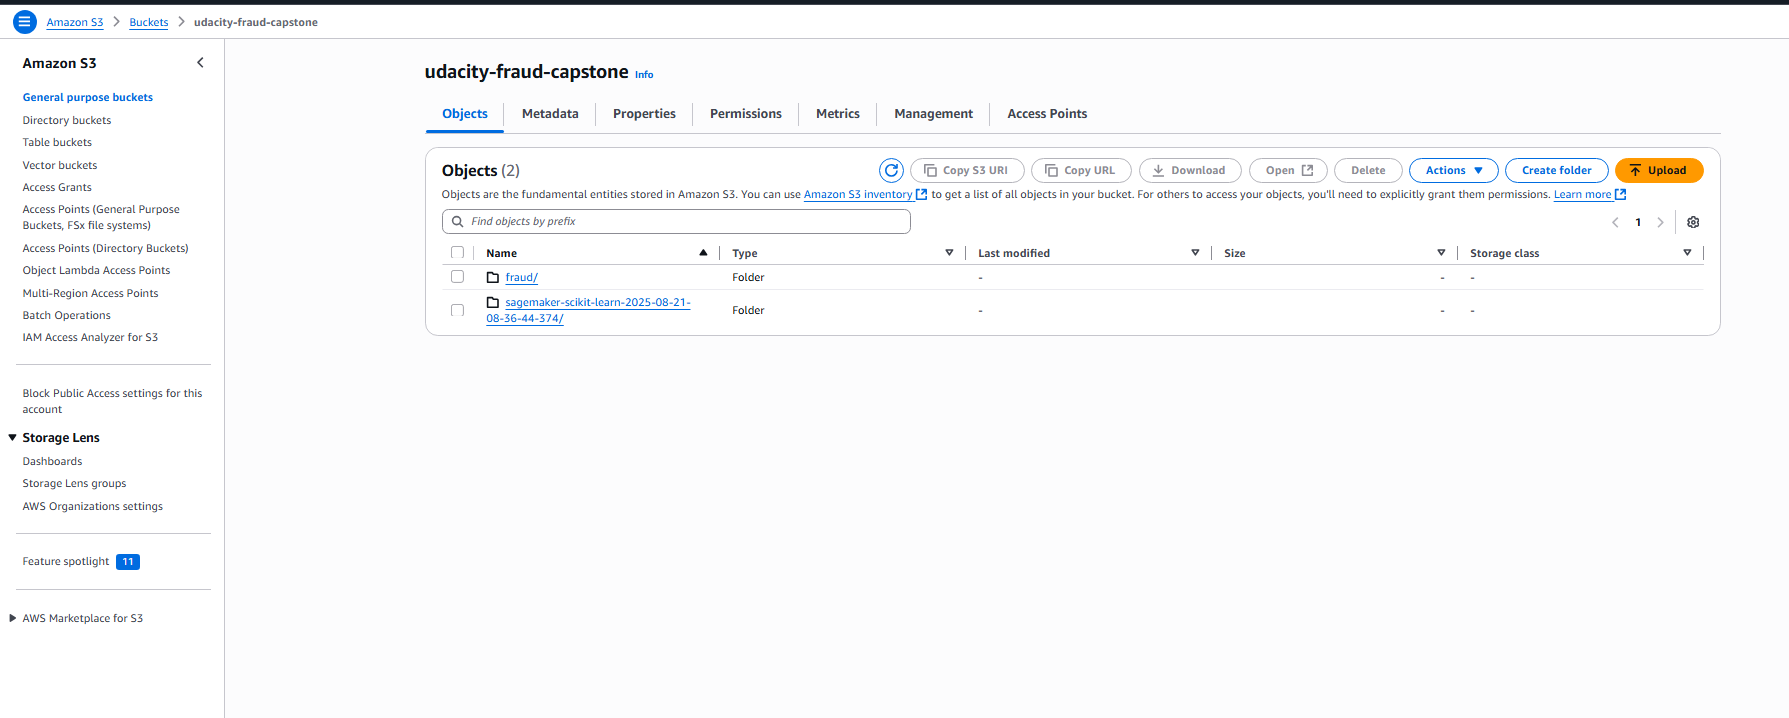 Amazon S3 > Buckets > udacity-fraud-capstone
Amazon S3
General purpose buckets
Directory buckets
Table buckets
Vector buckets
Access Grants
Access Points (General Purpose
Buckets, FSx file systems)
Access Points (Directory Buckets)
Object Lambda Access Points
Multi-Region Access Points
Batch Operations
IAM Access Analyzer for S3
Block Public Access settings for this
account
Storage Lens
Dashboards
Storage Lens groups
AWS Organizations settings
Feature spotlight 11
AWS Marketplace for S3
udacity-fraud-capstone Info
Objects Metadata Properties Permissions Metrics Management Access Points
Objects (2) Copy S3 URI Copy URL Download Open Delete Actions Create folder Upload
Objects are the fundamental entities stored in Amazon S3. You can use Amazon S3 inventory to get a list of all objects in your bucket. For others to access your objects, you'll need to explicitly grant them permissions. Learn more
Find objects by prefix 1
Name Type Last modified Size Storage class
fraud/ Folder - - -
sagemaker-scikit-learn-2025-08-21-
08-36-44-374/ Folder - - -